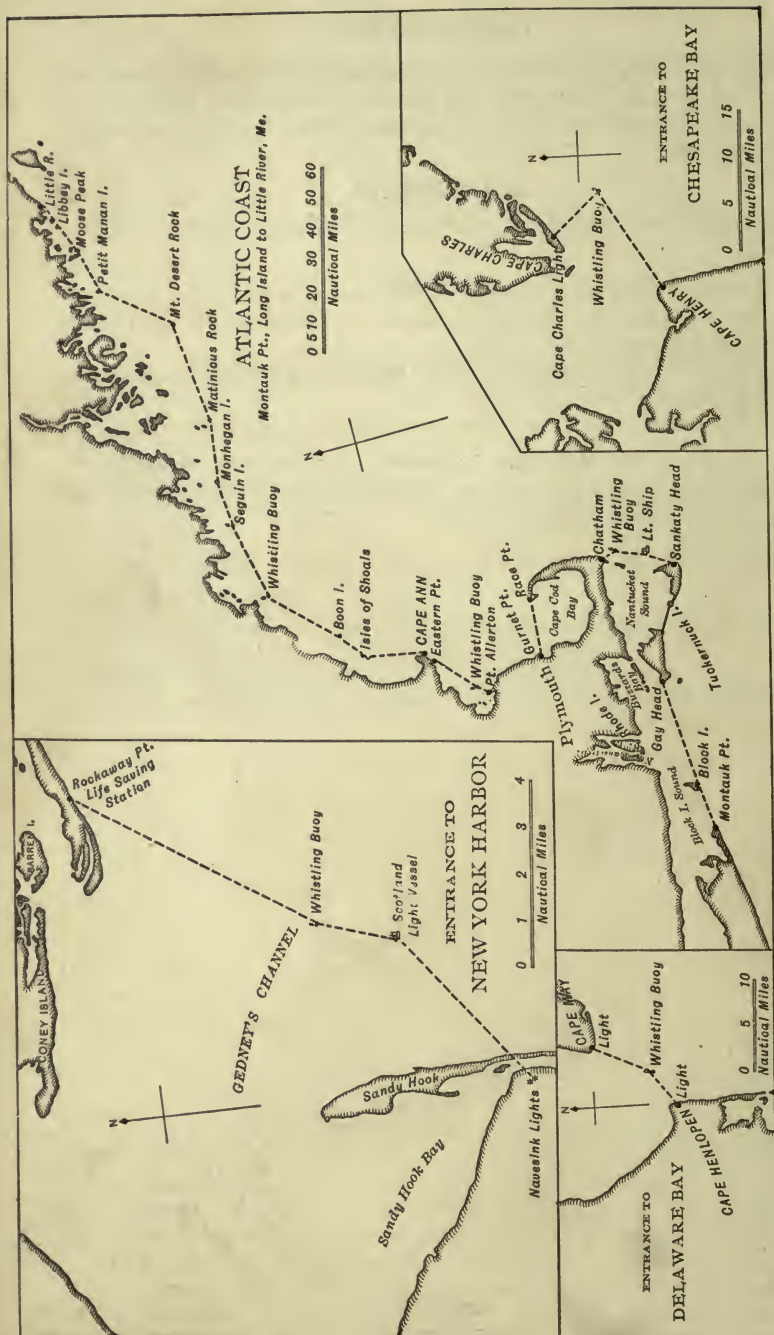 ATLANTIC COAST
Montauk Pt., Long Island to Little River, Me.
0 5 10 20 30 40 50 60
Nautical Miles
N
Little R.
Libbey I.
Moose Peak
Petit Manan I.
Mt. Desert Rock
Matinious Rock
Monhegan I.
Seguin I.
Whistling Buoy
Boon I.
Isles of Shoals
CAPE ANN
Eastern Pt.
Whistling Buoy
Pt. Allerton
Gurnet Pt.
Race Pt.
Plymouth
Cape Cod
Bay
Chatham
Whistling
Buoy
Lt. Ship
Sankaty Head
Nantucket
Sound
Tuckernuck I.
Buzzards
Bay
Rhode I.
Gay Head
Block I. Sound
Block I.
Montauk Pt.
ENTRANCE TO
CHESAPEAKE BAY
N
CAPE CHARLES
Cape Charles Light
Whistling Buoy
CAPE HENRY
0 5 10 15
Nautical Miles
ENTRANCE TO
NEW YORK HARBOR
N
CONEY ISLAND
BARREN I.
Rockaway Pt.
Life Saving
Station
GEDNEY'S CHANNEL
Whistling Buoy
Scotland
Light Vessel
Sandy Hook
Sandy Hook Bay
Navesink Lights
0 1 2 3 4
Nautical Miles
ENTRANCE TO
DELAWARE BAY
N
CAPE MAY
Light
Whistling Buoy
Light
CAPE HENLOPEN
0 5 10
Nautical Miles